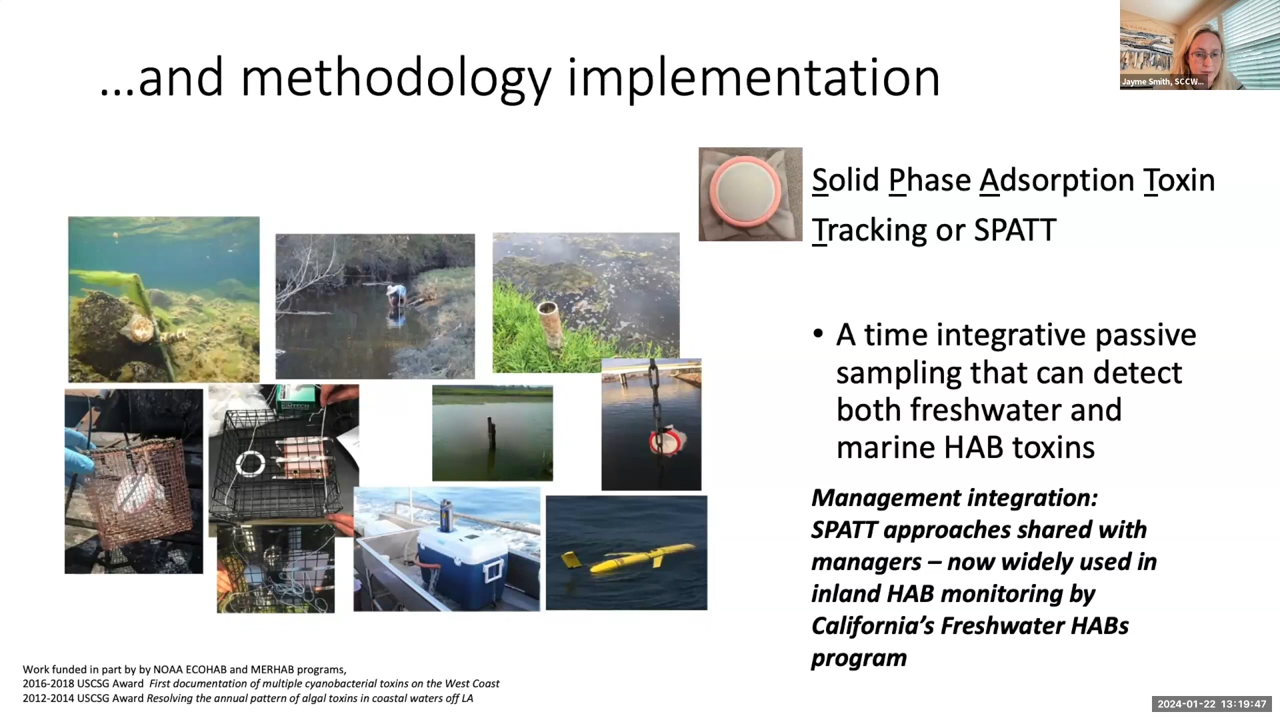 ...and methodology implementation
Jayme Smith, SCCW...
Solid Phase Adsorption Toxin
Tracking or SPATT
• A time integrative passive
sampling that can detect
both freshwater and
marine HAB toxins
Management integration:
SPATT approaches shared with
managers – now widely used in
inland HAB monitoring by
California's Freshwater HABs
program
Work funded in part by by NOAA ECOHAB and MERHAB programs,
2016-2018 USCSG Award First documentation of multiple cyanobacterial toxins on the West Coast
2012-2014 USCSG Award Resolving the annual pattern of algal toxins in coastal waters off LA
2024-01-22 13:19:47